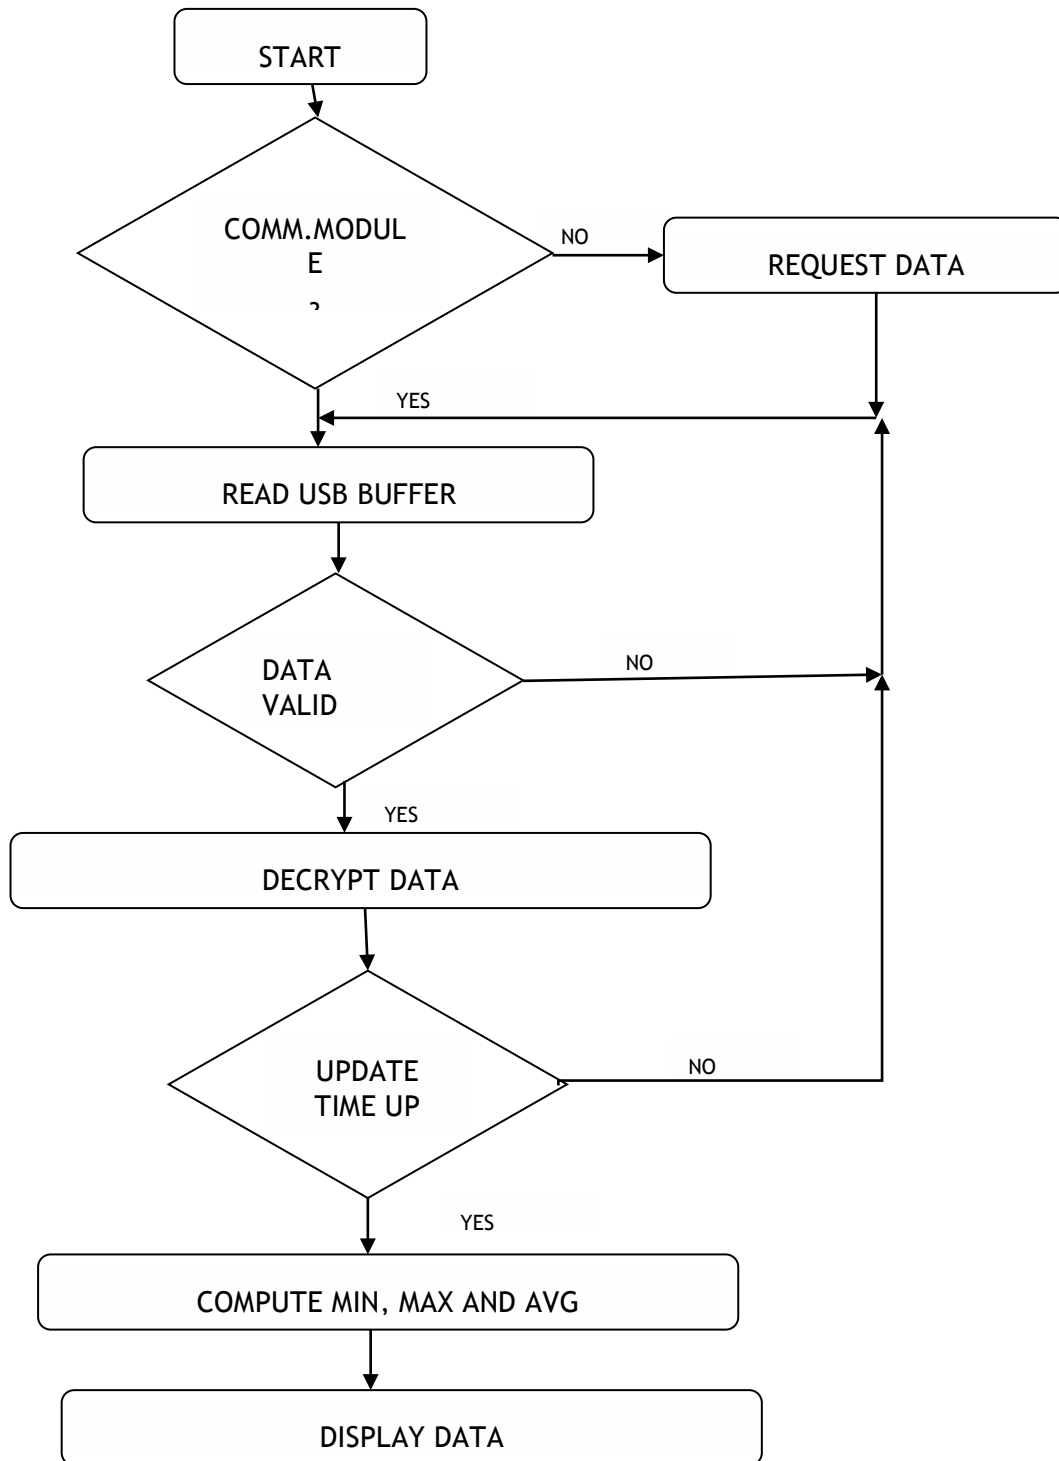 START
COMM.MODUL
E
?
NO
REQUEST DATA
YES
READ USB BUFFER
DATA
VALID
NO
YES
DECRYPT DATA
UPDATE
TIME UP
NO
YES
COMPUTE MIN, MAX AND AVG
DISPLAY DATA